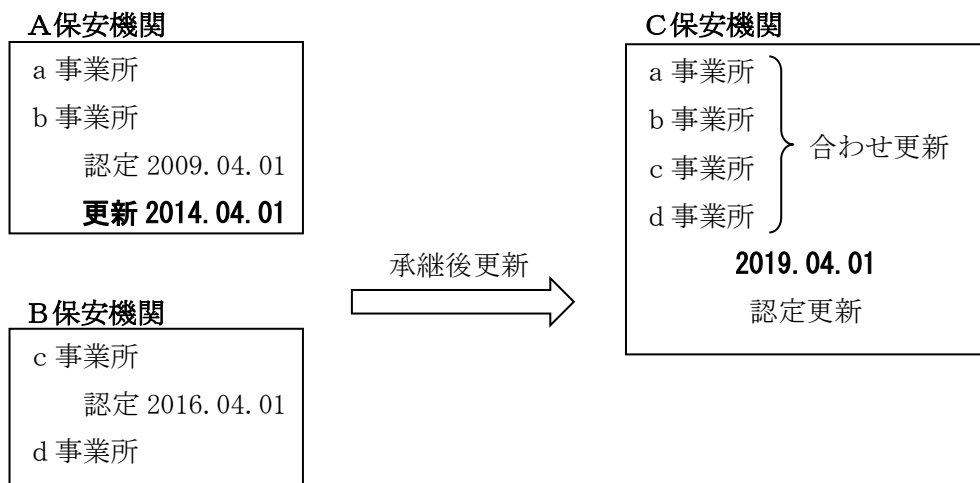 A保安機関
a 事業所
b 事業所
認定 2009.04.01
更新 2014.04.01
B保安機関
c 事業所
認定 2016.04.01
d 事業所
承継後更新
C保安機関
a 事業所
b 事業所
c 事業所
d 事業所
合わせ更新
2019.04.01
認定更新